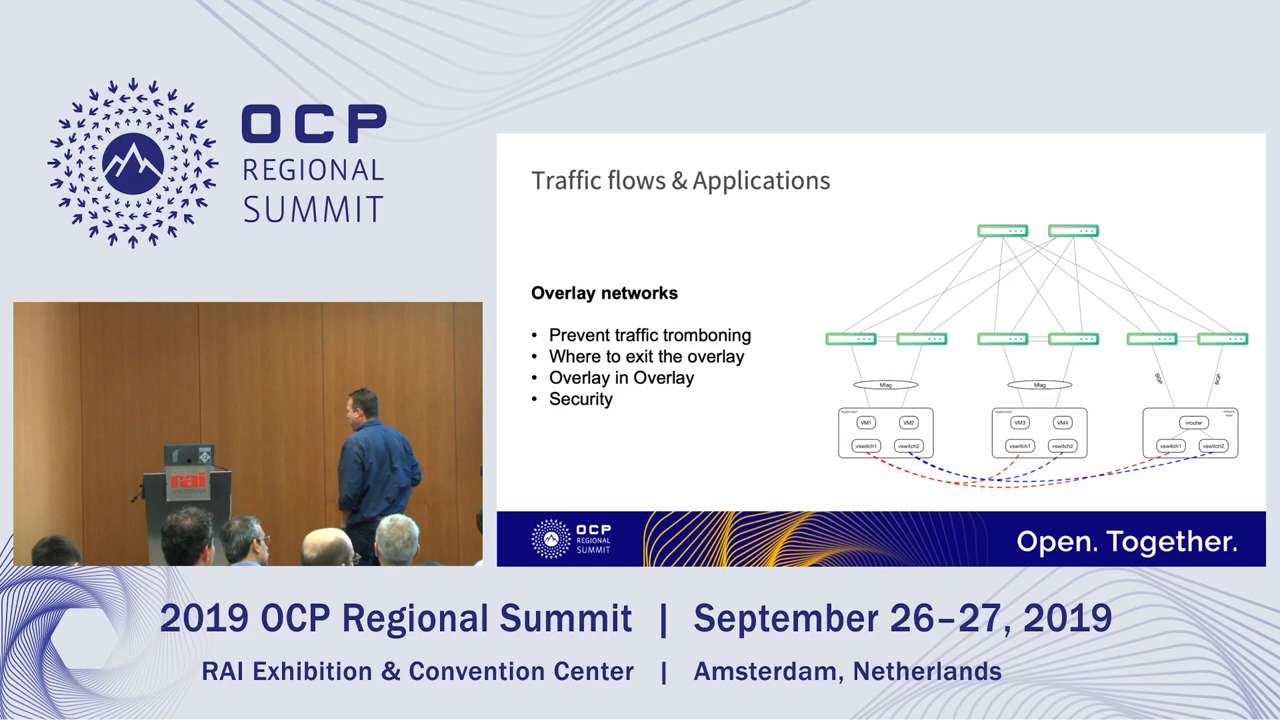 OCP
REGIONAL
SUMMIT
Traffic flows & Applications
Overlay networks
• Prevent traffic tromboning
• Where to exit the overlay
• Overlay in Overlay
• Security
Mlag
Mlag
BGP
BGP
VM1
VM2
vswitch1
vswitch2
VM3
VM4
vswitch1
vswitch2
network
node
vrouter
vswitch1
vswitch2
rai
OCP
REGIONAL
SUMMIT
Open. Together.
2019 OCP Regional Summit | September 26–27, 2019
RAI Exhibition & Convention Center | Amsterdam, Netherlands